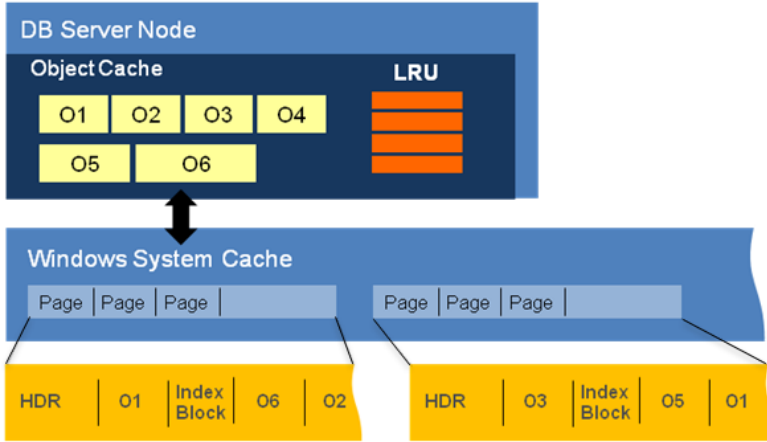 DB Server Node
Object Cache
LRU
O1 O2 O3 O4
O5 O6
Windows System Cache
Page Page Page
Page Page Page
HDR O1 Index Block O6 O2
HDR O3 Index Block O5 O1